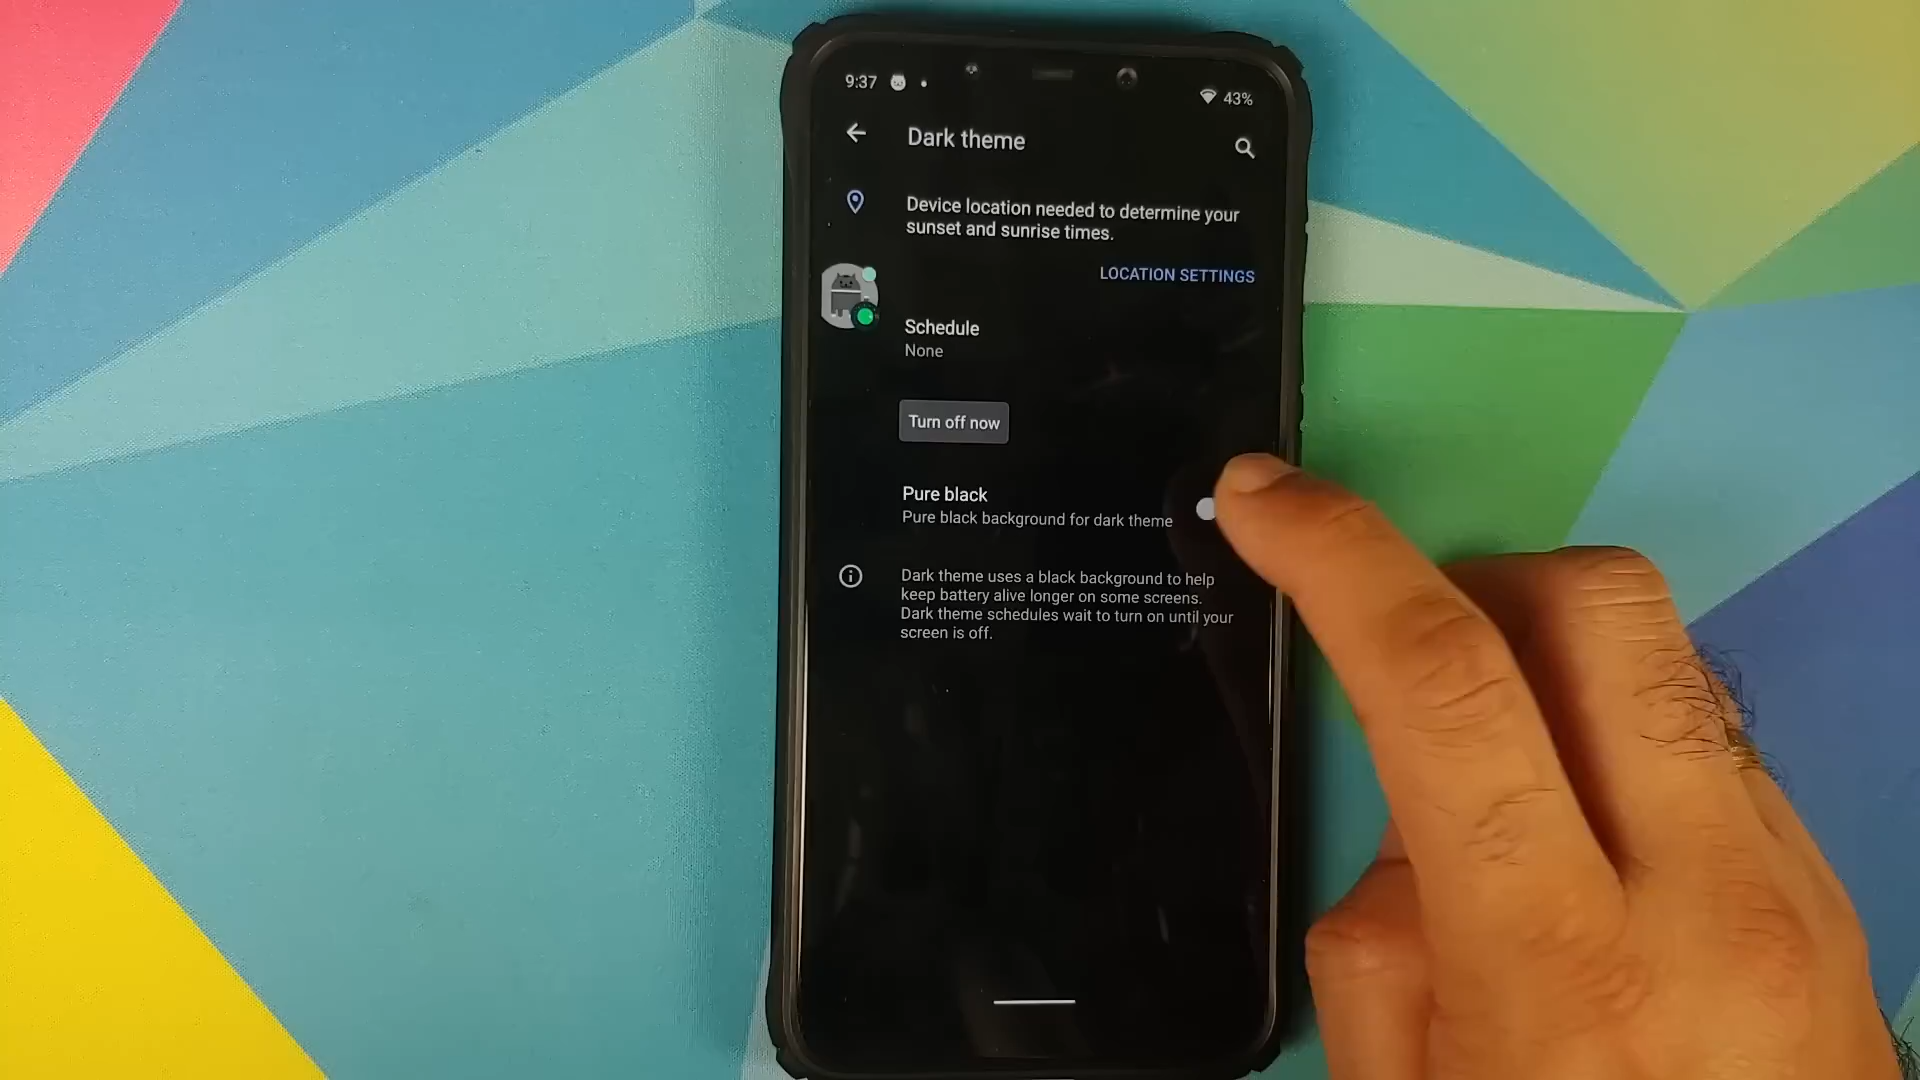 9:37
43%
Dark theme
Device location needed to determine your
sunset and sunrise times.
LOCATION SETTINGS
Schedule
None
Turn off now
Pure black
Pure black background for dark theme
Dark theme uses a black background to help
keep battery alive longer on some screens.
Dark theme schedules wait to turn on until your
screen is off.